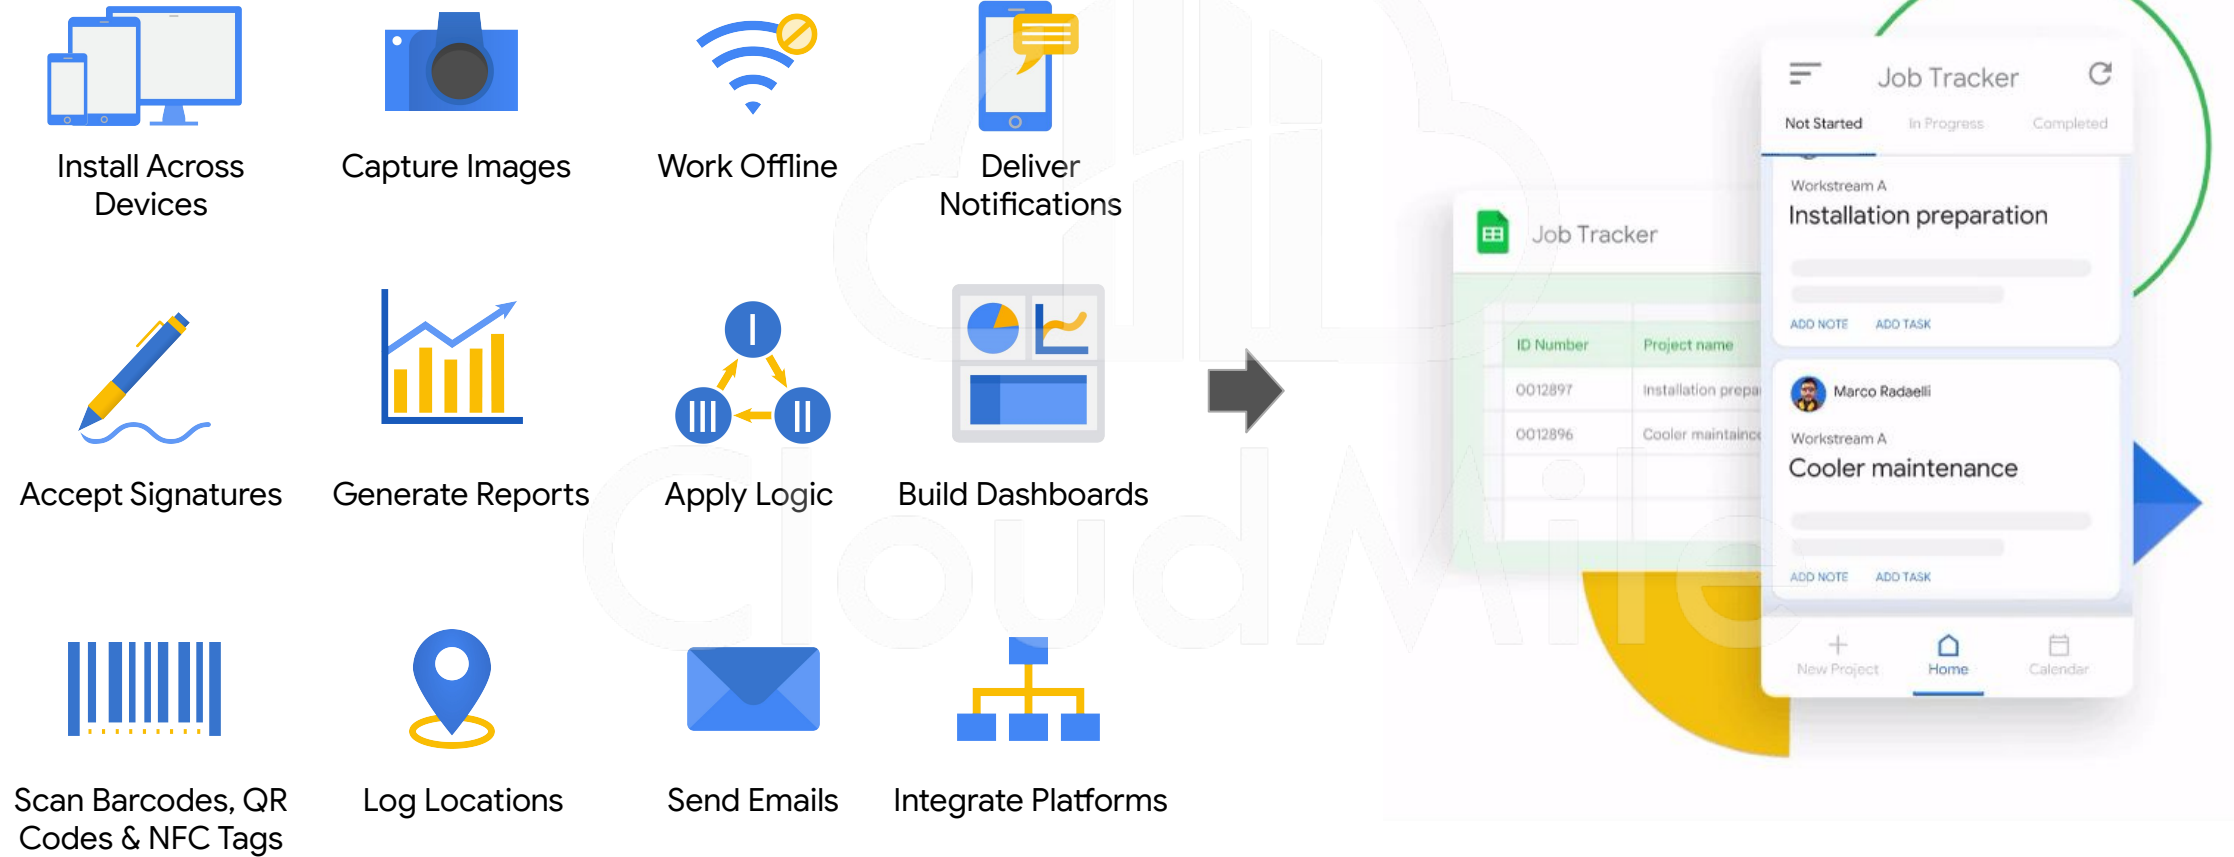 Install Across
Devices
Capture Images
Work Offline
Deliver
Notifications
Accept Signatures
Generate Reports
I
III
II
Apply Logic
Build Dashboards
Scan Barcodes, QR
Codes & NFC Tags
Log Locations
Send Emails
Integrate Platforms
CloudMile
Job Tracker
ID Number
Project name
0012897
Installation prepa
0012896
Cooler maintainc
Job Tracker
Not Started
In Progress
Completed
Workstream A
Installation preparation
ADD NOTE
ADD TASK
Marco Radaelli
Workstream A
Cooler maintenance
ADD NOTE
ADD TASK
New Project
Home
Calendar